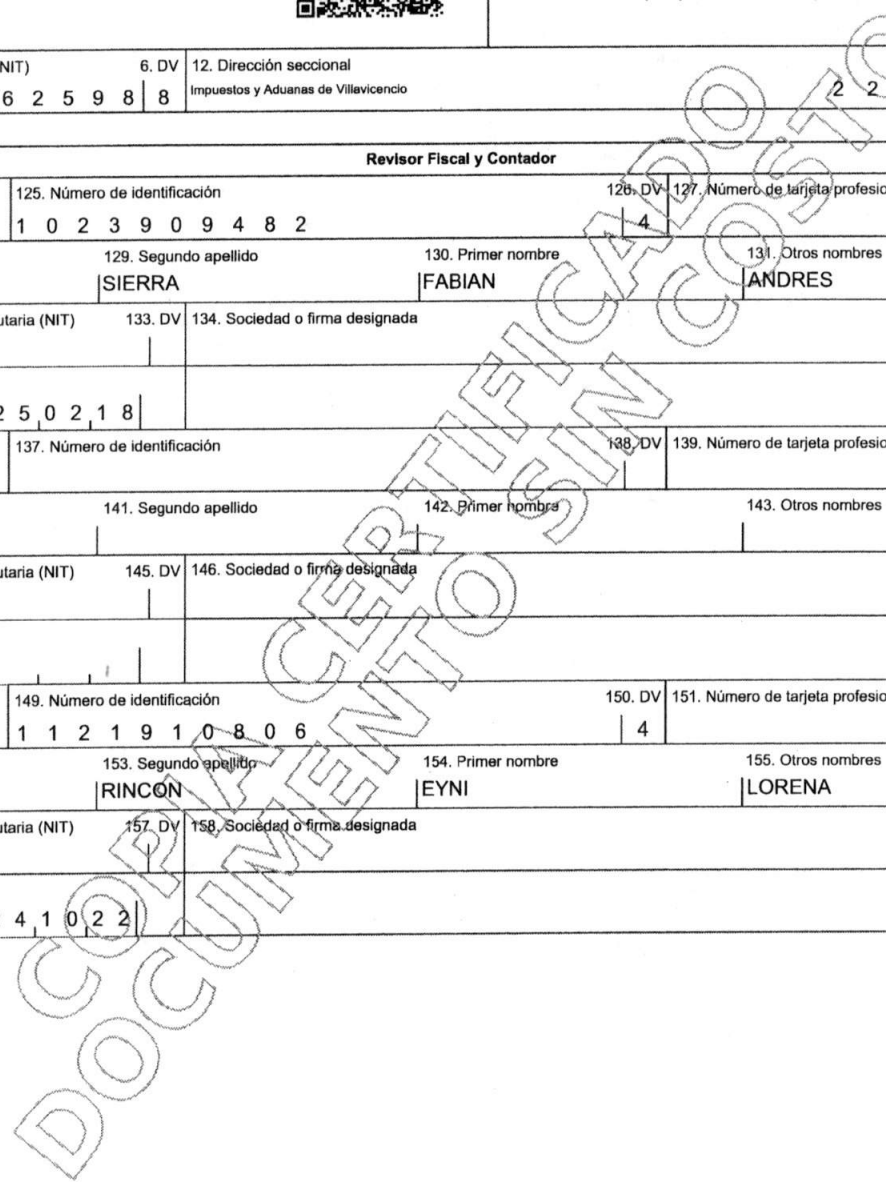 NIT) 6. DV 12. Dirección seccional
6 2 5 9 8 8 Impuestos y Aduanas de Villavicencio 2 2
Revisor Fiscal y Contador
125. Número de identificación 126. DV 127. Número de tarjeta profesio
1 0 2 3 9 0 9 4 8 2 4
129. Segundo apellido 130. Primer nombre 131. Otros nombres
SIERRA FABIAN ANDRES
utaria (NIT) 133. DV 134. Sociedad o firma designada
2 5 0 2 1 8
137. Número de identificación 138. DV 139. Número de tarjeta profesio
141. Segundo apellido 142. Primer nombre 143. Otros nombres
utaria (NIT) 145. DV 146. Sociedad o firma designada
149. Número de identificación 150. DV 151. Número de tarjeta profesio
1 1 2 1 9 1 0 8 0 6 4
153. Segundo apellido 154. Primer nombre 155. Otros nombres
RINCON EYNI LORENA
utaria (NIT) 157. DV 158. Sociedad o firma designada
4 1 0 2 2
COPIA CERTIFICADO
DOCUMENTO SIN COSTO